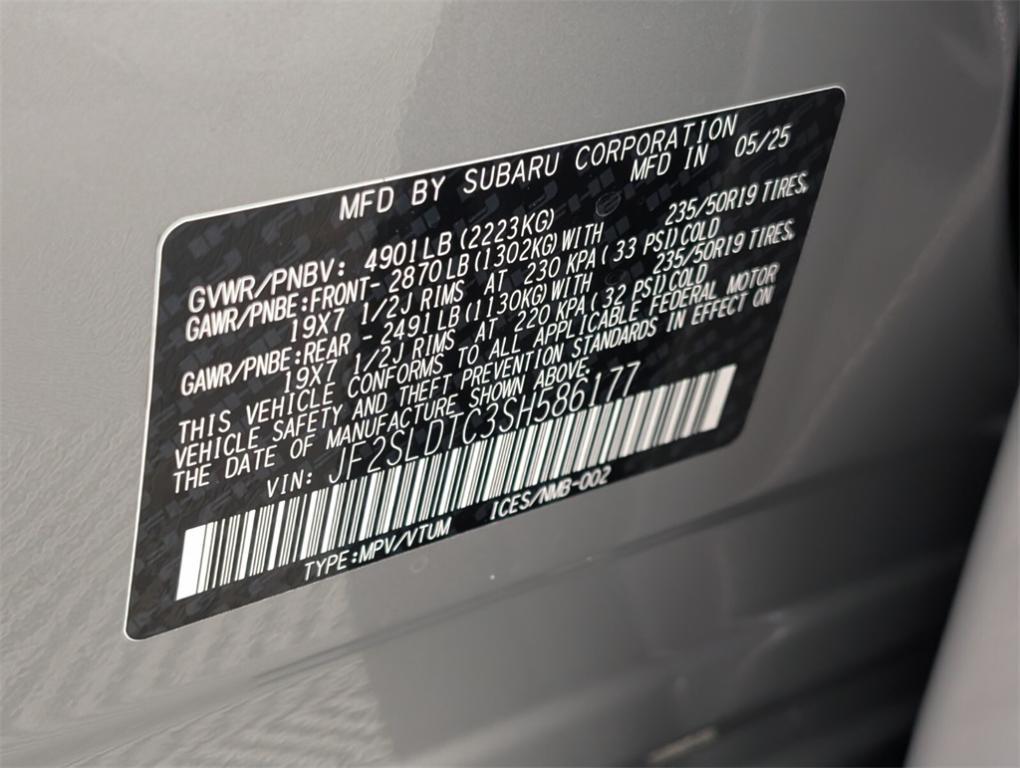 MFD BY SUBARU CORPORATION
MFD IN 05/25
GVWR/PNBV: 4901LB(2223KG)
GAWR/PNBE:FRONT- 2870LB(1302KG)WITH 235/50R19 TIRES,
19X7 1/2J RIMS AT 230 KPA( 33 PSI)COLD
GAWR/PNBE:REAR - 2491LB(1130KG)WITH 235/50R19 TIRES,
19X7 1/2J RIMS AT 220 KPA( 32 PSI)COLD
THIS VEHICLE CONFORMS TO ALL APPLICABLE FEDERAL MOTOR
VEHICLE SAFETY AND THEFT PREVENTION STANDARDS IN EFFECT ON
THE DATE OF MANUFACTURE SHOWN ABOVE.
VIN: JF2SLDTC3SH586177
TYPE:MPV/VTUM ICES/NMB-002